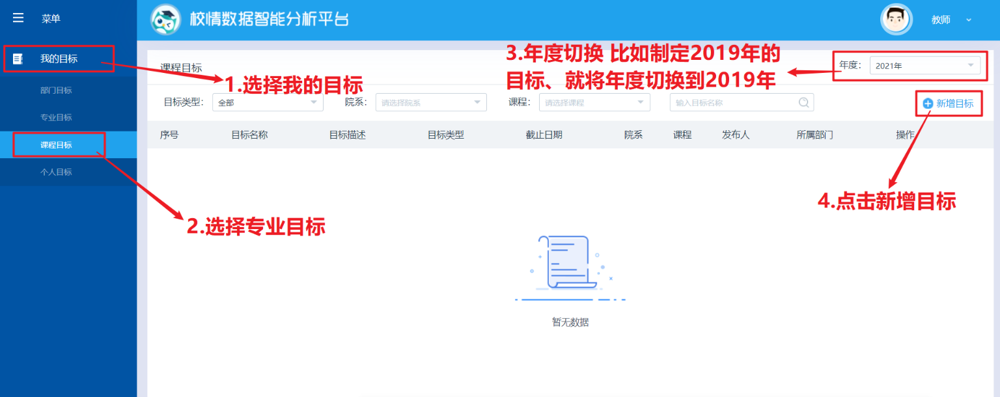 菜单
校情数据智能分析平台
教师
我的目标
部门目标
专业目标
课程目标
个人目标
课程目标
年度： 2021年
1.选择我的目标
2.选择专业目标
3.年度切换 比如制定2019年的
目标、就将年度切换到2019年
4.点击新增目标
目标类型： 全部 院系： 请选择院系 课程： 请选择课程 输入目标名称 新增目标
序号 目标名称 目标描述 目标类型 截止日期 院系 课程 发布人 所属部门 操作
暂无数据